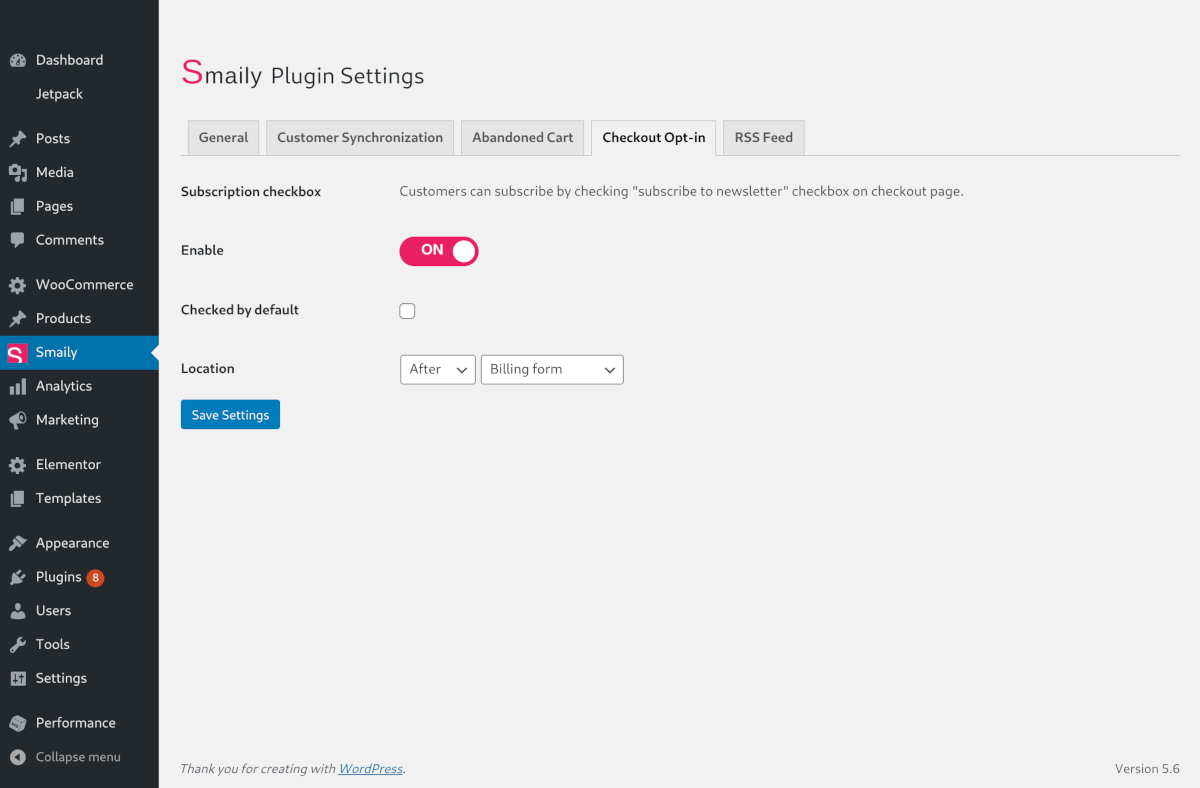 Dashboard
Jetpack
Posts
Media
Pages
Comments
WooCommerce
Products
Smaily
Analytics
Marketing
Elementor
Templates
Appearance
Plugins 8
Users
Tools
Settings
Performance
Collapse menu
Smaily Plugin Settings
General Customer Synchronization Abandoned Cart Checkout Opt-in RSS Feed
Subscription checkbox Customers can subscribe by checking "subscribe to newsletter" checkbox on checkout page.
Enable ON
Checked by default
Location After Billing form
Save Settings
Thank you for creating with WordPress. Version 5.6